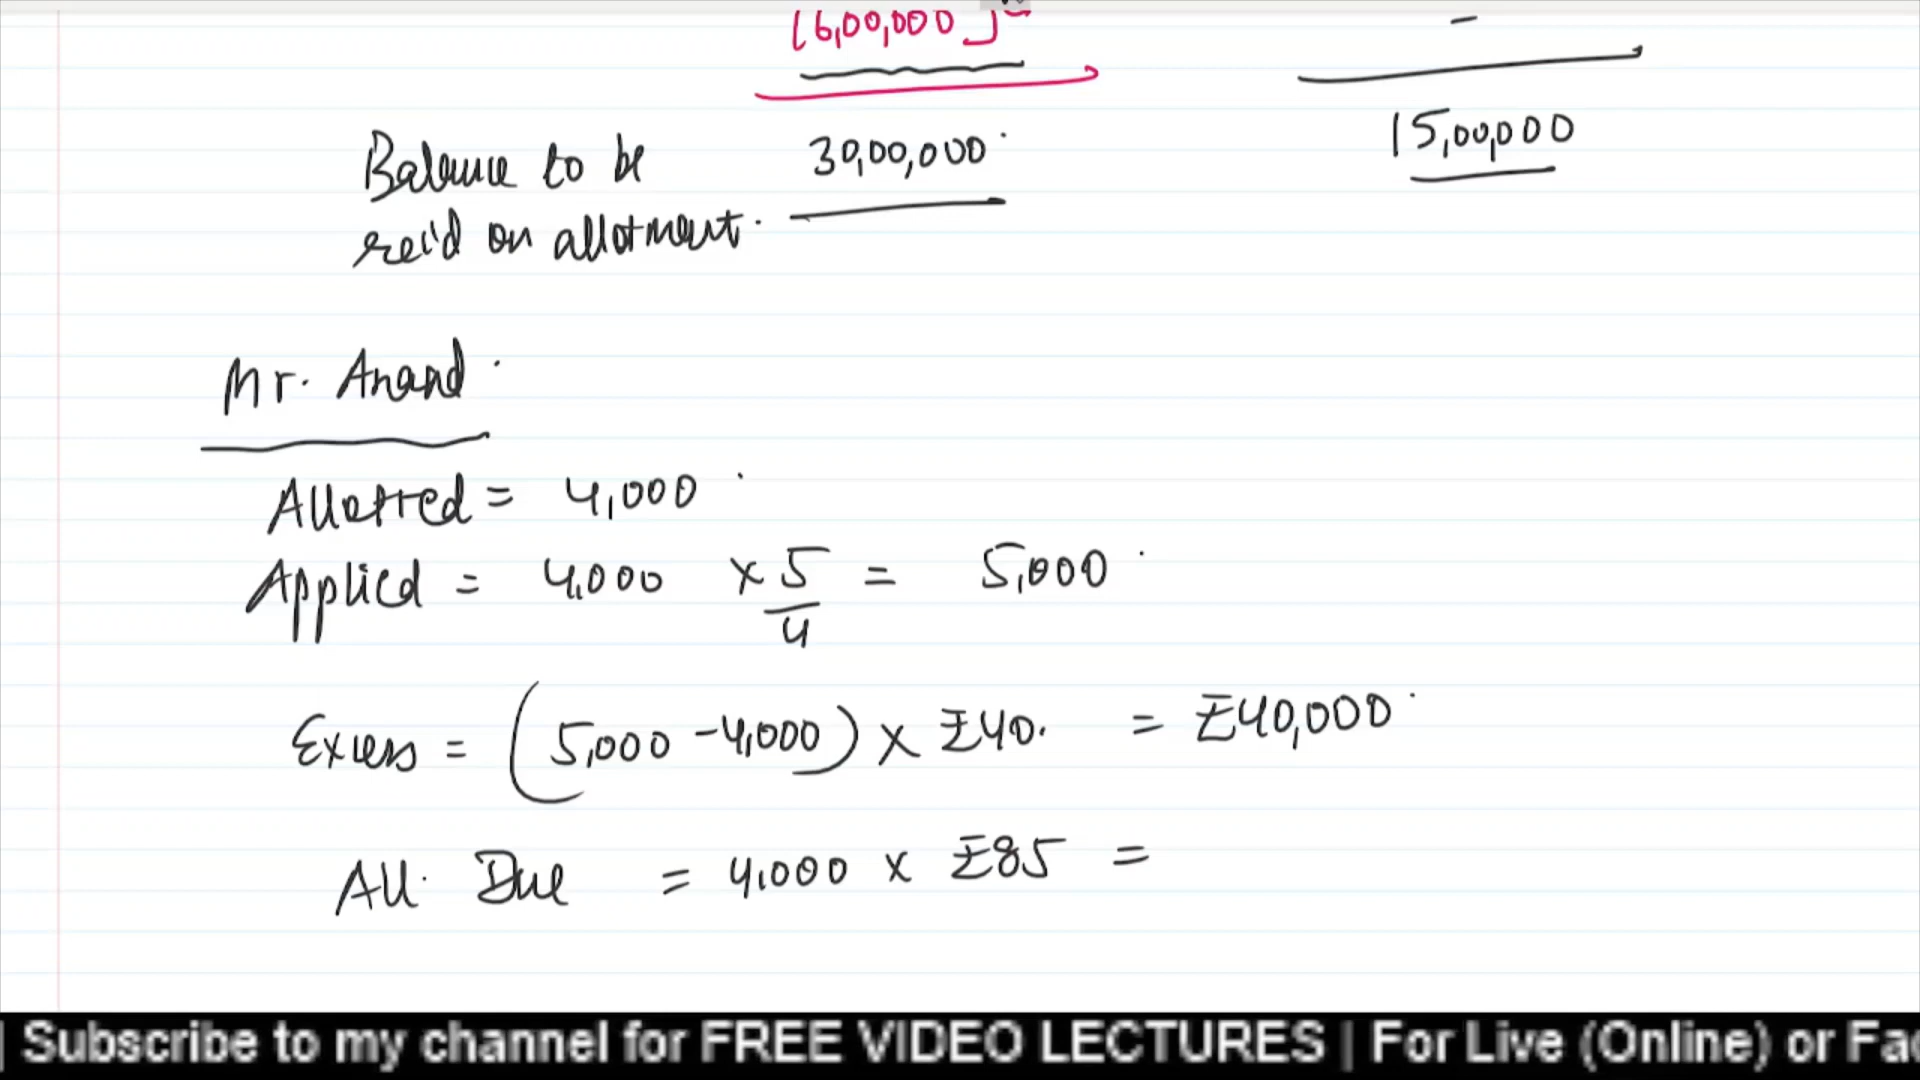 [6,00,000]
-
Balance to be 30,00,000 15,00,000
rec'd on allotment.
Mr. Anand
Allotted = 4,000
Applied = 4,000 x 5/4 = 5,000
Excess = (5,000 - 4,000) x ₹40. = ₹40,000
All. Due = 4,000 x ₹85 =
| Subscribe to my channel for FREE VIDEO LECTURES | For Live (Online) or Fac